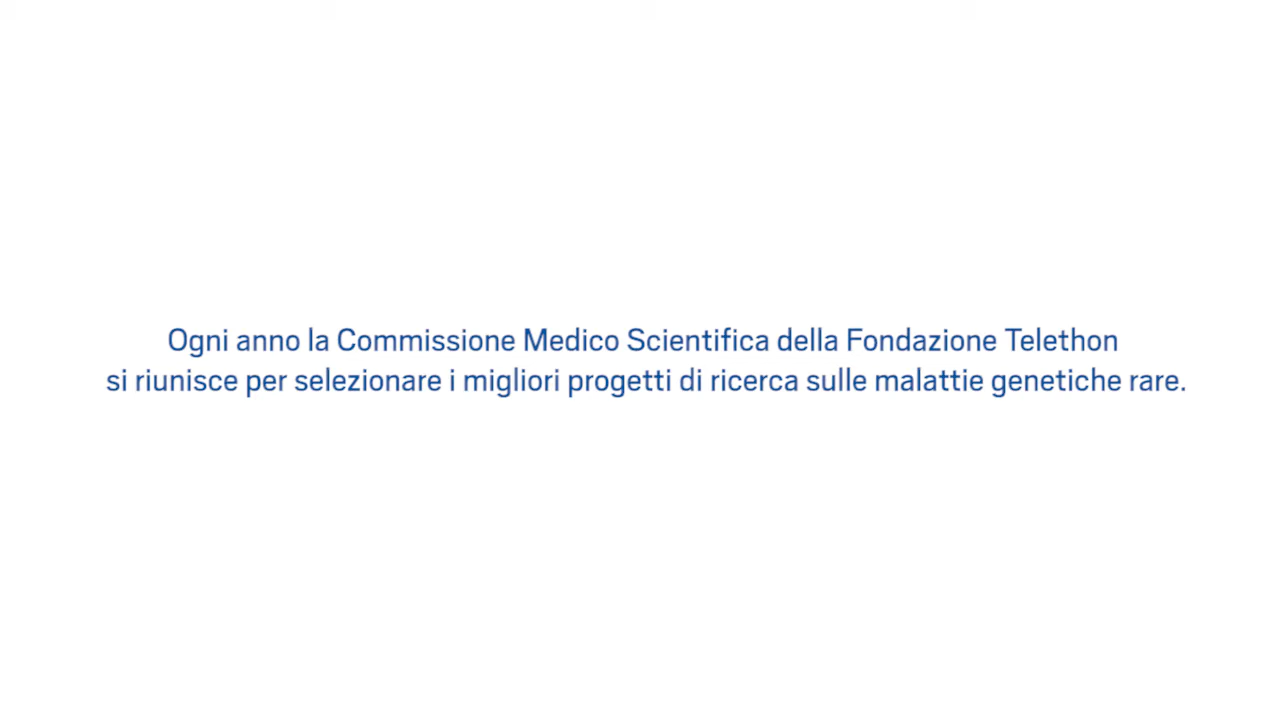 Ogni anno la Commissione Medico Scientifica della Fondazione Telethon
si riunisce per selezionare i migliori progetti di ricerca sulle malattie genetiche rare.